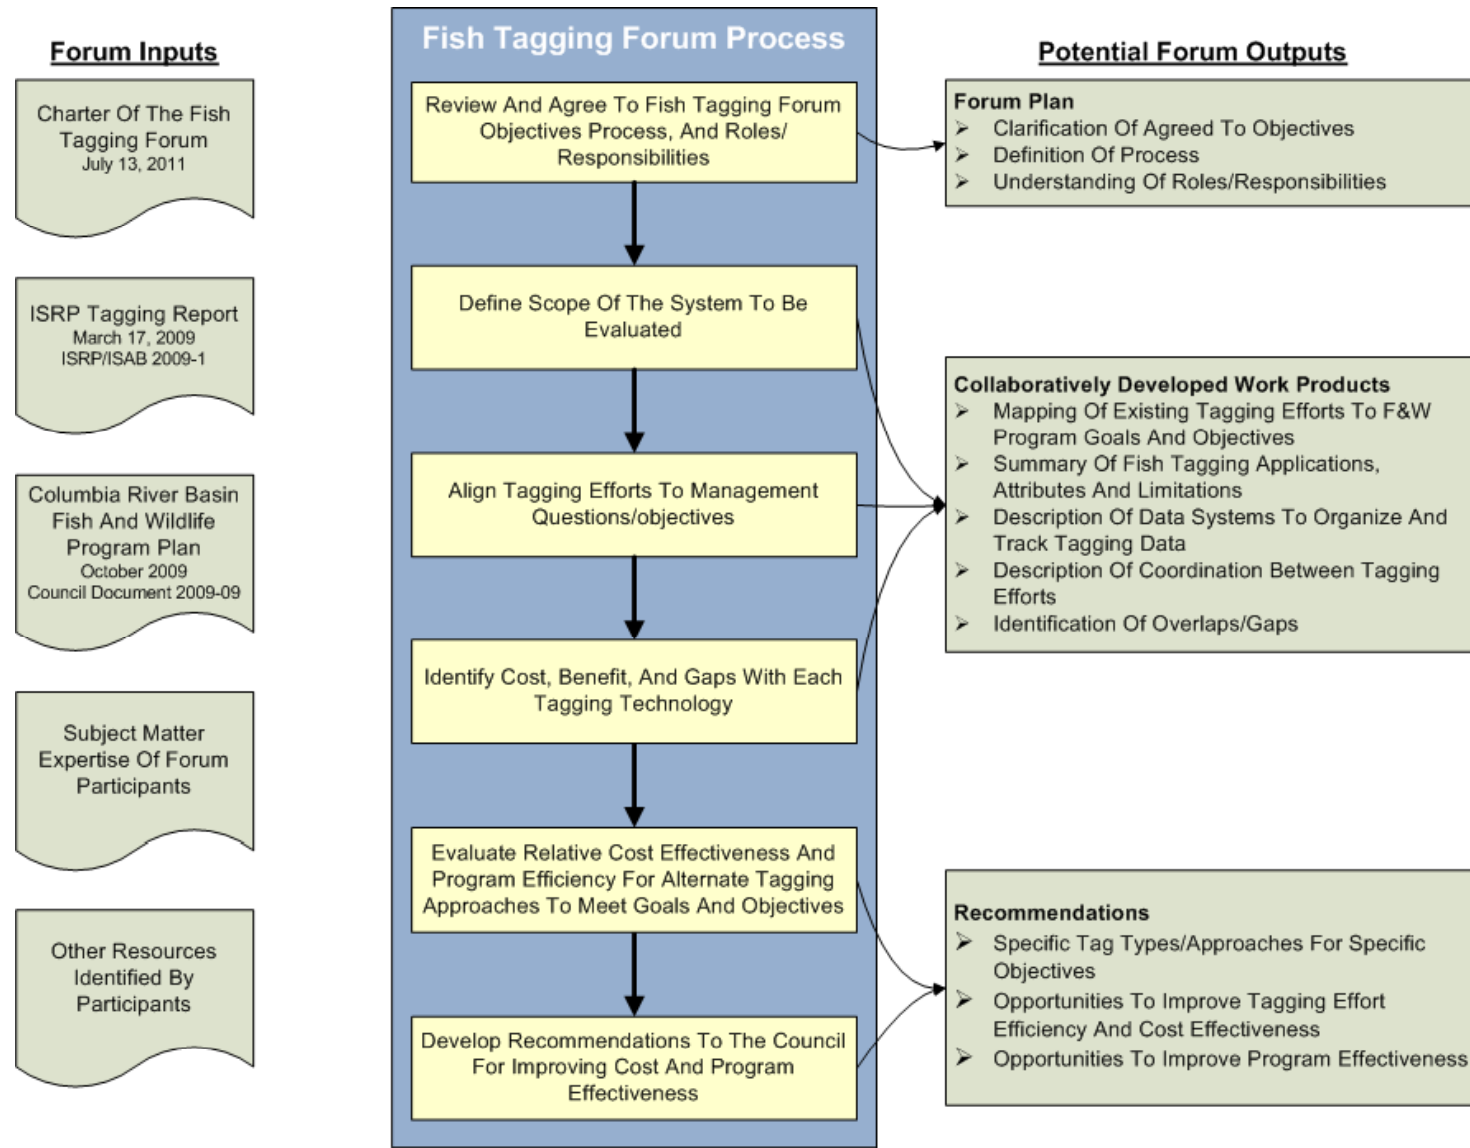 Forum Inputs
Charter Of The Fish
Tagging Forum
July 13, 2011
ISRP Tagging Report
March 17, 2009
ISRP/ISAB 2009-1
Columbia River Basin
Fish And Wildlife
Program Plan
October 2009
Council Document 2009-09
Subject Matter
Expertise Of Forum
Participants
Other Resources
Identified By
Participants
Fish Tagging Forum Process
Review And Agree To Fish Tagging Forum
Objectives Process, And Roles/
Responsibilities
Define Scope Of The System To Be
Evaluated
Align Tagging Efforts To Management
Questions/objectives
Identify Cost, Benefit, And Gaps With Each
Tagging Technology
Evaluate Relative Cost Effectiveness And
Program Efficiency For Alternate Tagging
Approaches To Meet Goals And Objectives
Develop Recommendations To The Council
For Improving Cost And Program
Effectiveness
Potential Forum Outputs
Forum Plan
➢ Clarification Of Agreed To Objectives
➢ Definition Of Process
➢ Understanding Of Roles/Responsibilities
Collaboratively Developed Work Products
➢ Mapping Of Existing Tagging Efforts To F&W
Program Goals And Objectives
➢ Summary Of Fish Tagging Applications,
Attributes And Limitations
➢ Description Of Data Systems To Organize And
Track Tagging Data
➢ Description Of Coordination Between Tagging
Efforts
➢ Identification Of Overlaps/Gaps
Recommendations
➢ Specific Tag Types/Approaches For Specific
Objectives
➢ Opportunities To Improve Tagging Effort
Efficiency And Cost Effectiveness
➢ Opportunities To Improve Program Effectiveness